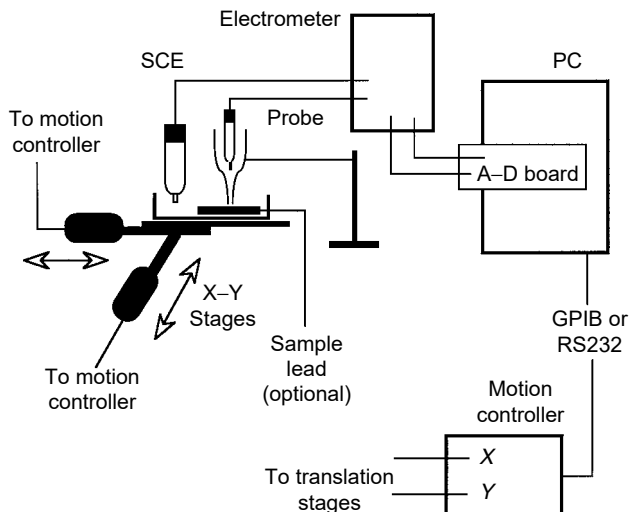 Electrometer
SCE
PC
Probe
To motion
controller
A–D board
X–Y
Stages
Sample
lead
(optional)
GPIB or
RS232
To motion
controller
Motion
controller
X
To translation
stages
Y